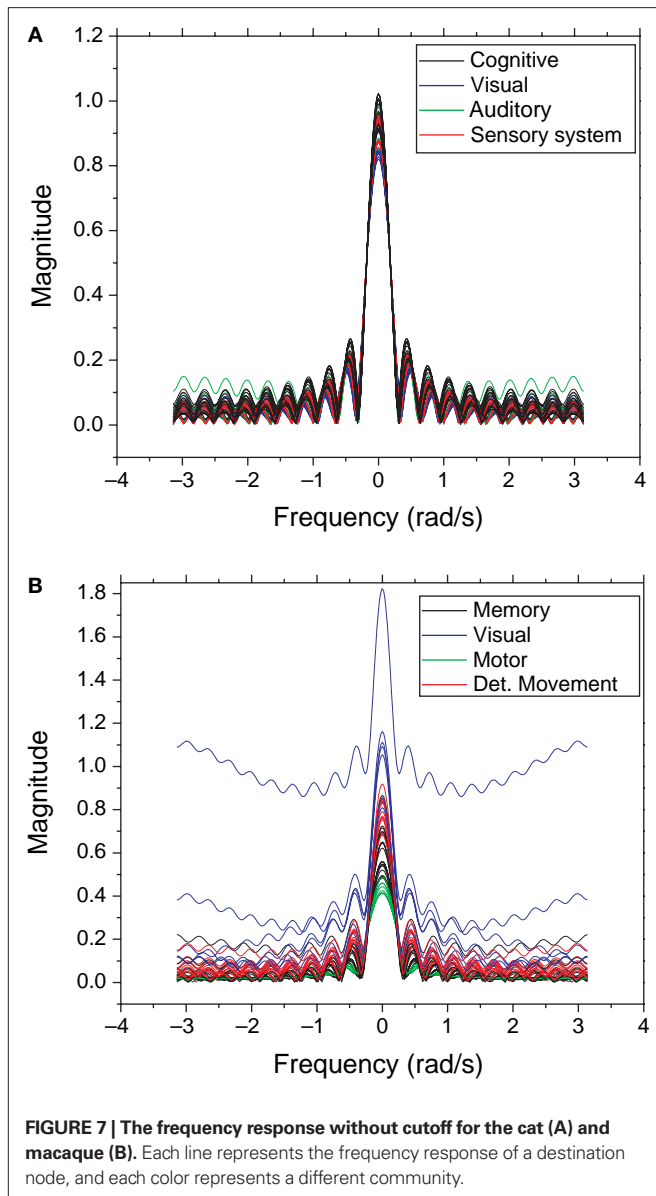 A
1.2
1.0
0.8
0.6
0.4
0.2
0.0
Magnitude
Cognitive
Visual
Auditory
Sensory system
–4 –3 –2 –1 0 1 2 3 4
Frequency (rad/s)
B
1.8
1.6
1.4
1.2
1.0
0.8
0.6
0.4
0.2
0.0
Magnitude
Memory
Visual
Motor
Det. Movement
–4 –3 –2 –1 0 1 2 3 4
Frequency (rad/s)
FIGURE 7 | The frequency response without cutoff for the cat (A) and
macaque (B). Each line represents the frequency response of a destination
node, and each color represents a different community.